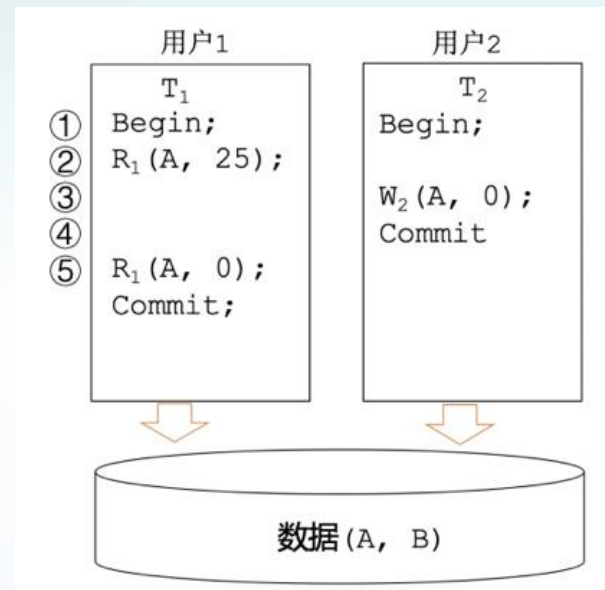 用户1
用户2
T₁
T₂
① Begin;
Begin;
② R₁(A, 25);
③
W₂(A, 0);
④
Commit
⑤ R₁(A, 0);
Commit;
数据(A, B)